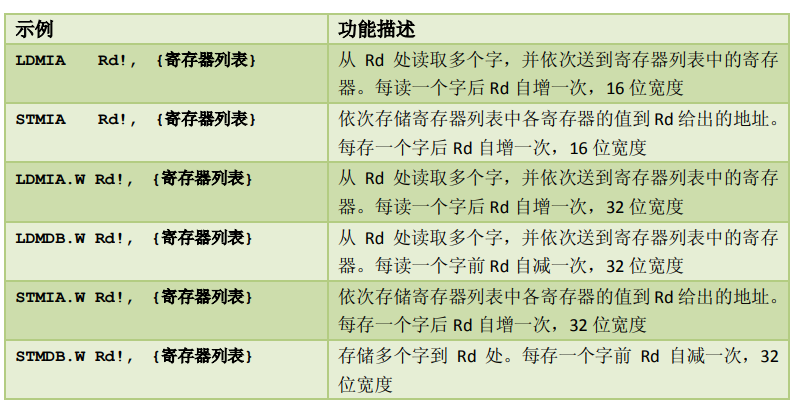 示例 功能描述
LDMIA Rd!, {寄存器列表} 从 Rd 处读取多个字，并依次送到寄存器列表中的寄存
器。每读一个字后 Rd 自增一次，16 位宽度
STMIA Rd!, {寄存器列表} 依次存储寄存器列表中各寄存器的值到 Rd 给出的地址。
每存一个字后 Rd 自增一次，16 位宽度
LDMIA.W Rd!, {寄存器列表} 从 Rd 处读取多个字，并依次送到寄存器列表中的寄存
器。每读一个字后 Rd 自增一次，32 位宽度
LDMDB.W Rd!, {寄存器列表} 从 Rd 处读取多个字，并依次送到寄存器列表中的寄存
器。每读一个字前 Rd 自减一次，32 位宽度
STMIA.W Rd!, {寄存器列表} 依次存储寄存器列表中各寄存器的值到 Rd 给出的地址。
每存一个字后 Rd 自增一次，32 位宽度
STMDB.W Rd!, {寄存器列表} 存储多个字到 Rd 处。每存一个字前 Rd 自减一次，32
位宽度